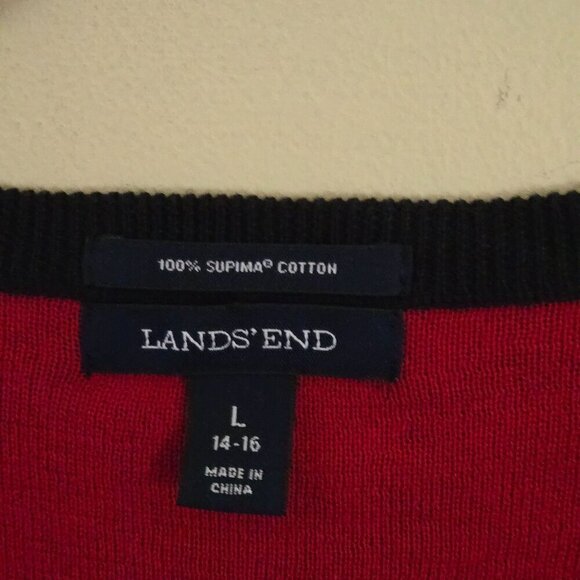 100% SUPIMA® COTTON
LANDS' END
L
14-16
MADE IN
CHINA